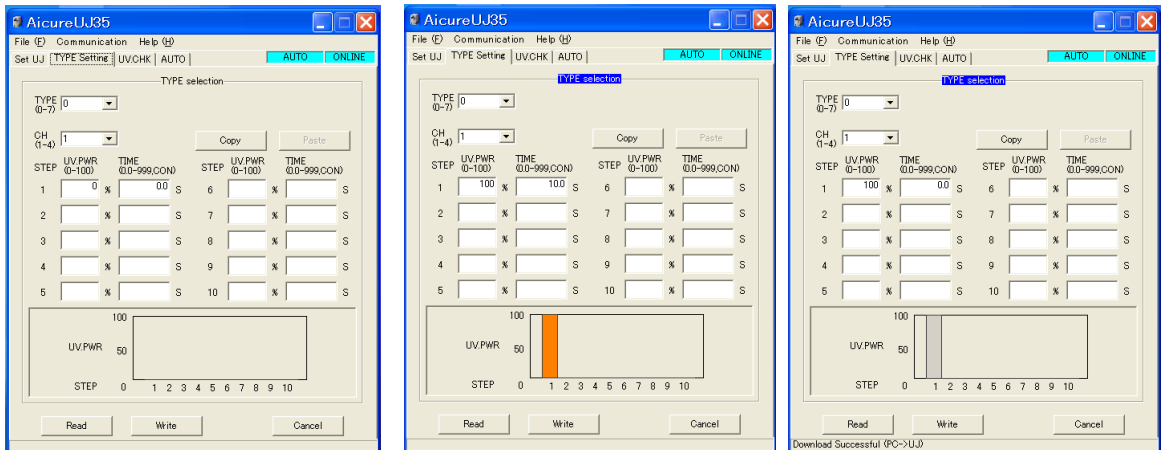 AicureUJ35
File (F) Communication Help (H)
Set UJ TYPE Setting UV.CHK AUTO AUTO ONLINE
TYPE selection
TYPE
(0-7) 0
CH
(1-4) 1 Copy Paste
STEP UV.PWR (0-100) TIME (0.0-999,CON) STEP UV.PWR (0-100) TIME (0.0-999,CON)
1 0 % 0.0 S 6 % S
2 % S 7 % S
3 % S 8 % S
4 % S 9 % S
5 % S 10 % S
100
UV.PWR 50
STEP 0 1 2 3 4 5 6 7 8 9 10
Read Write Cancel
AicureUJ35
File (F) Communication Help (H)
Set UJ TYPE Setting UV.CHK AUTO AUTO ONLINE
TYPE selection
TYPE
(0-7) 0
CH
(1-4) 1 Copy Paste
STEP UV.PWR (0-100) TIME (0.0-999,CON) STEP UV.PWR (0-100) TIME (0.0-999,CON)
1 100 % 10.0 S 6 % S
2 % S 7 % S
3 % S 8 % S
4 % S 9 % S
5 % S 10 % S
100
UV.PWR 50
STEP 0 1 2 3 4 5 6 7 8 9 10
Read Write Cancel
AicureUJ35
File (F) Communication Help (H)
Set UJ TYPE Setting UV.CHK AUTO AUTO ONLINE
TYPE selection
TYPE
(0-7) 0
CH
(1-4) 1 Copy Paste
STEP UV.PWR (0-100) TIME (0.0-999,CON) STEP UV.PWR (0-100) TIME (0.0-999,CON)
1 100 % 0.0 S 6 % S
2 % S 7 % S
3 % S 8 % S
4 % S 9 % S
5 % S 10 % S
100
UV.PWR 50
STEP 0 1 2 3 4 5 6 7 8 9 10
Read Write Cancel
Download Successful (PC->UJ)